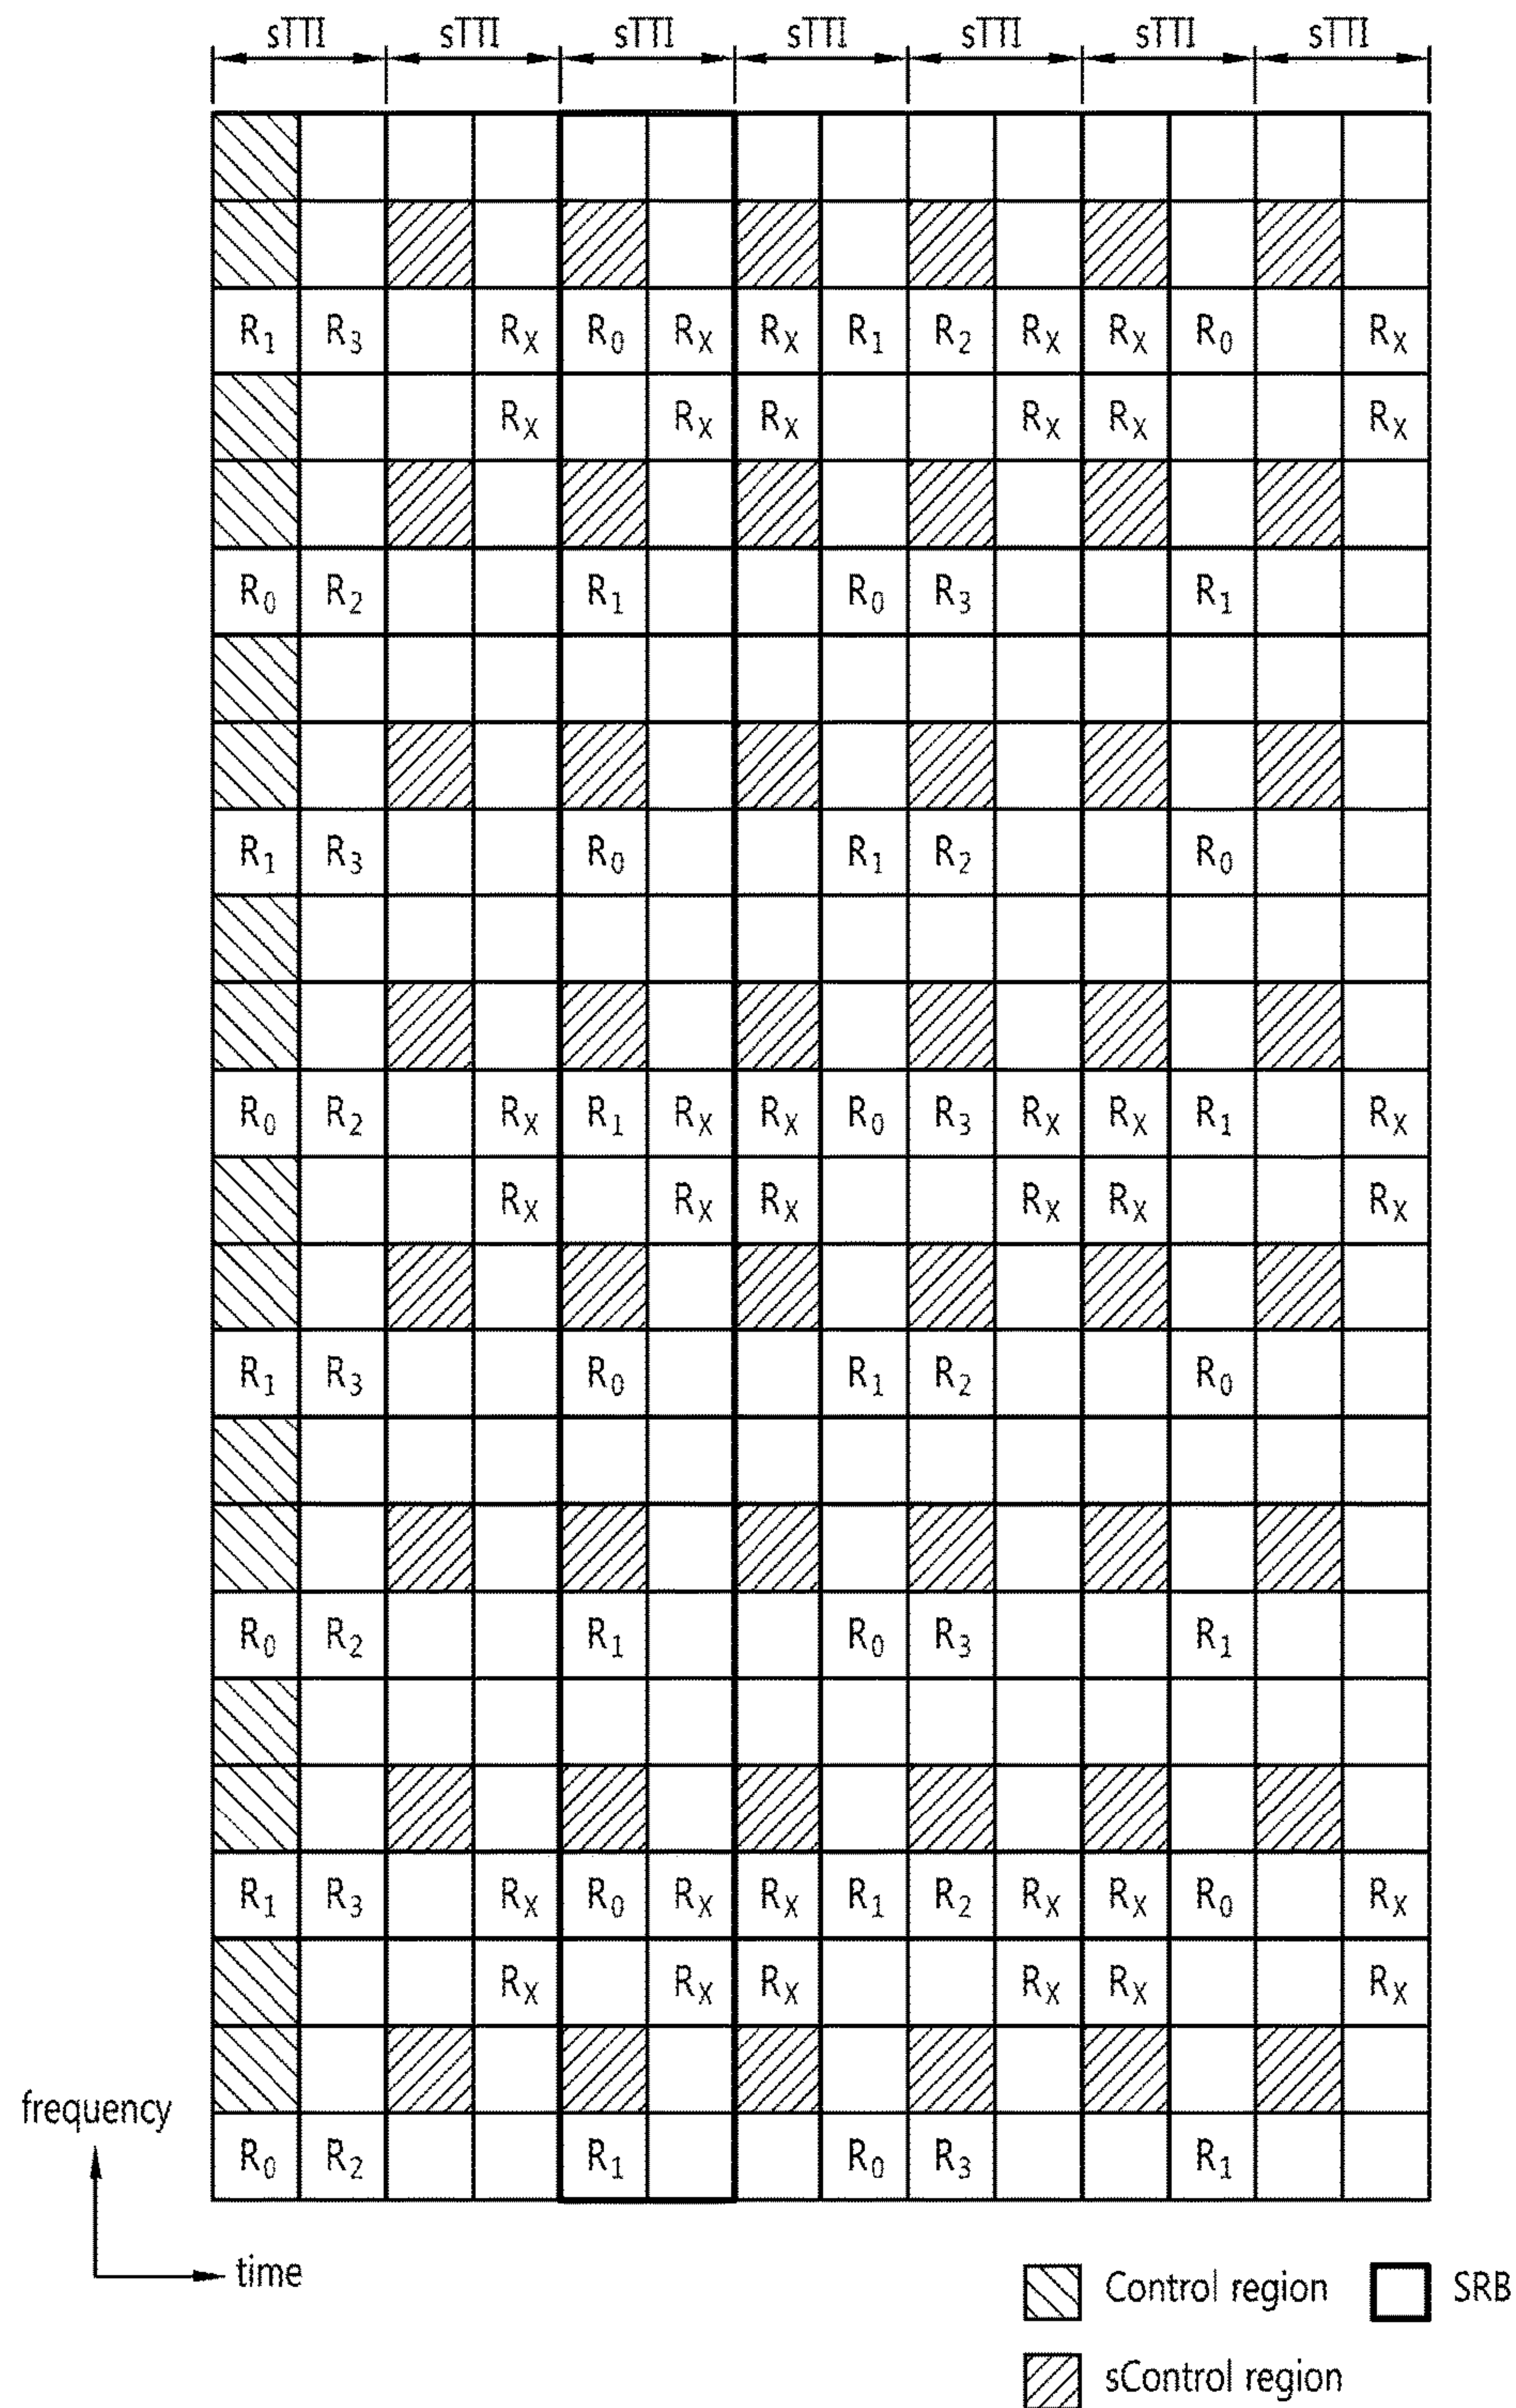 sTTI sTTI sTTI sTTI sTTI sTTI sTTI
R1 R3 RX R0 RX RX R1 R2 RX RX R0 RX
RX RX RX RX RX RX
R0 R2 R1 R0 R3 R1
R1 R3 R0 R1 R2 R0
R0 R2 RX R1 RX RX R0 R3 RX RX R1 RX
RX RX RX RX RX RX
R1 R3 R0 R1 R2 R0
R0 R2 R1 R0 R3 R1
R1 R3 RX R0 RX RX R1 R2 RX RX R0 RX
RX RX RX RX RX RX
R0 R2 R1 R0 R3 R1
frequency
time
Control region SRB
sControl region